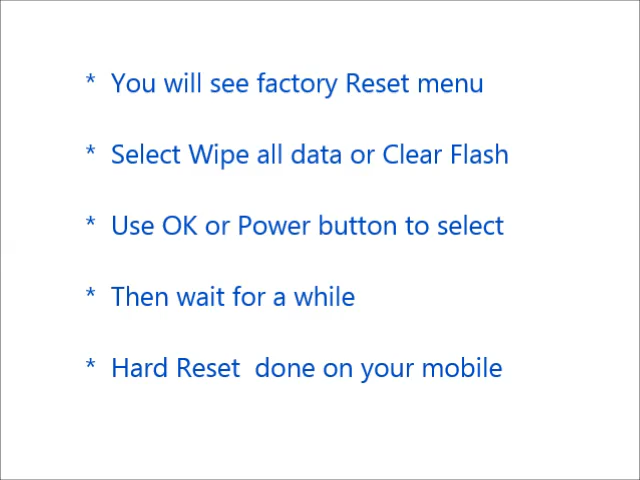 * You will see factory Reset menu
* Select Wipe all data or Clear Flash
* Use OK or Power button to select
* Then wait for a while
* Hard Reset  done on your mobile